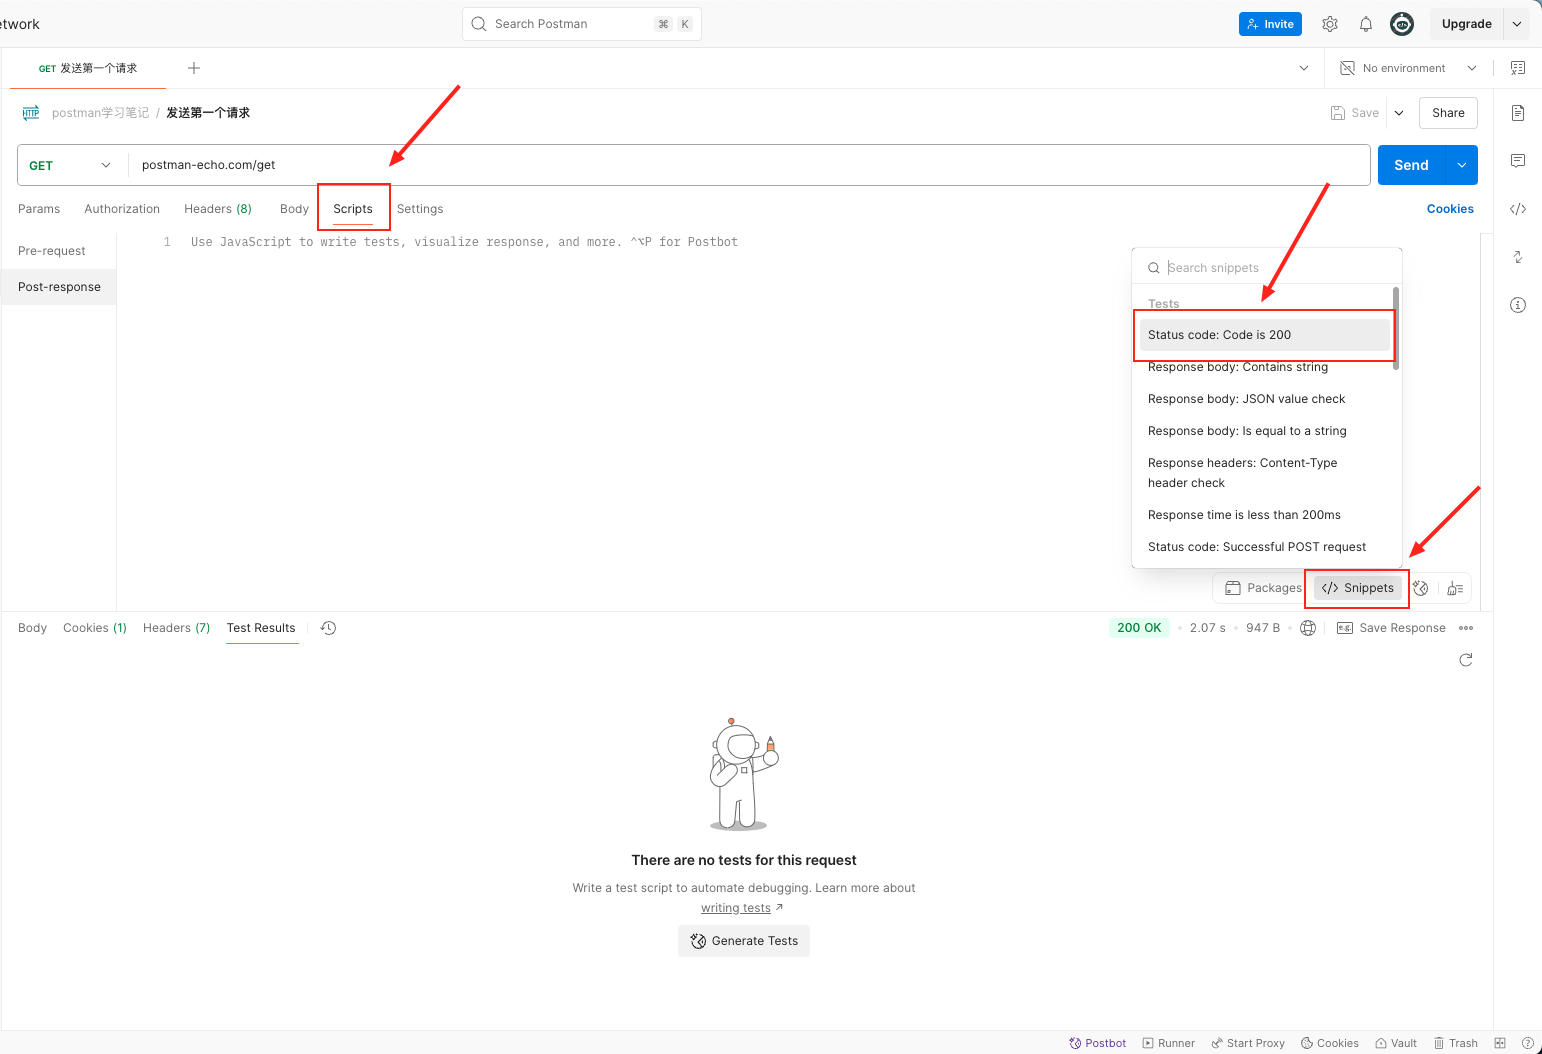 etwork
Search Postman ⌘ K
Invite
Upgrade
GET 发送第一个请求
No environment
HTTP postman学习笔记 / 发送第一个请求
Save
Share
GET postman-echo.com/get
Send
Params Authorization Headers (8) Body Scripts Settings
Cookies
Pre-request
Post-response
1 Use JavaScript to write tests, visualize response, and more. ^⌥P for Postbot
Search snippets
Tests
Status code: Code is 200
Response body: Contains string
Response body: JSON value check
Response body: Is equal to a string
Response headers: Content-Type
header check
Response time is less than 200ms
Status code: Successful POST request
Packages </> Snippets
Body Cookies (1) Headers (7) Test Results
200 OK • 2.07 s • 947 B • e.g. Save Response
There are no tests for this request
Write a test script to automate debugging. Learn more about
writing tests ↗
Generate Tests
Postbot Runner Start Proxy Cookies Vault Trash